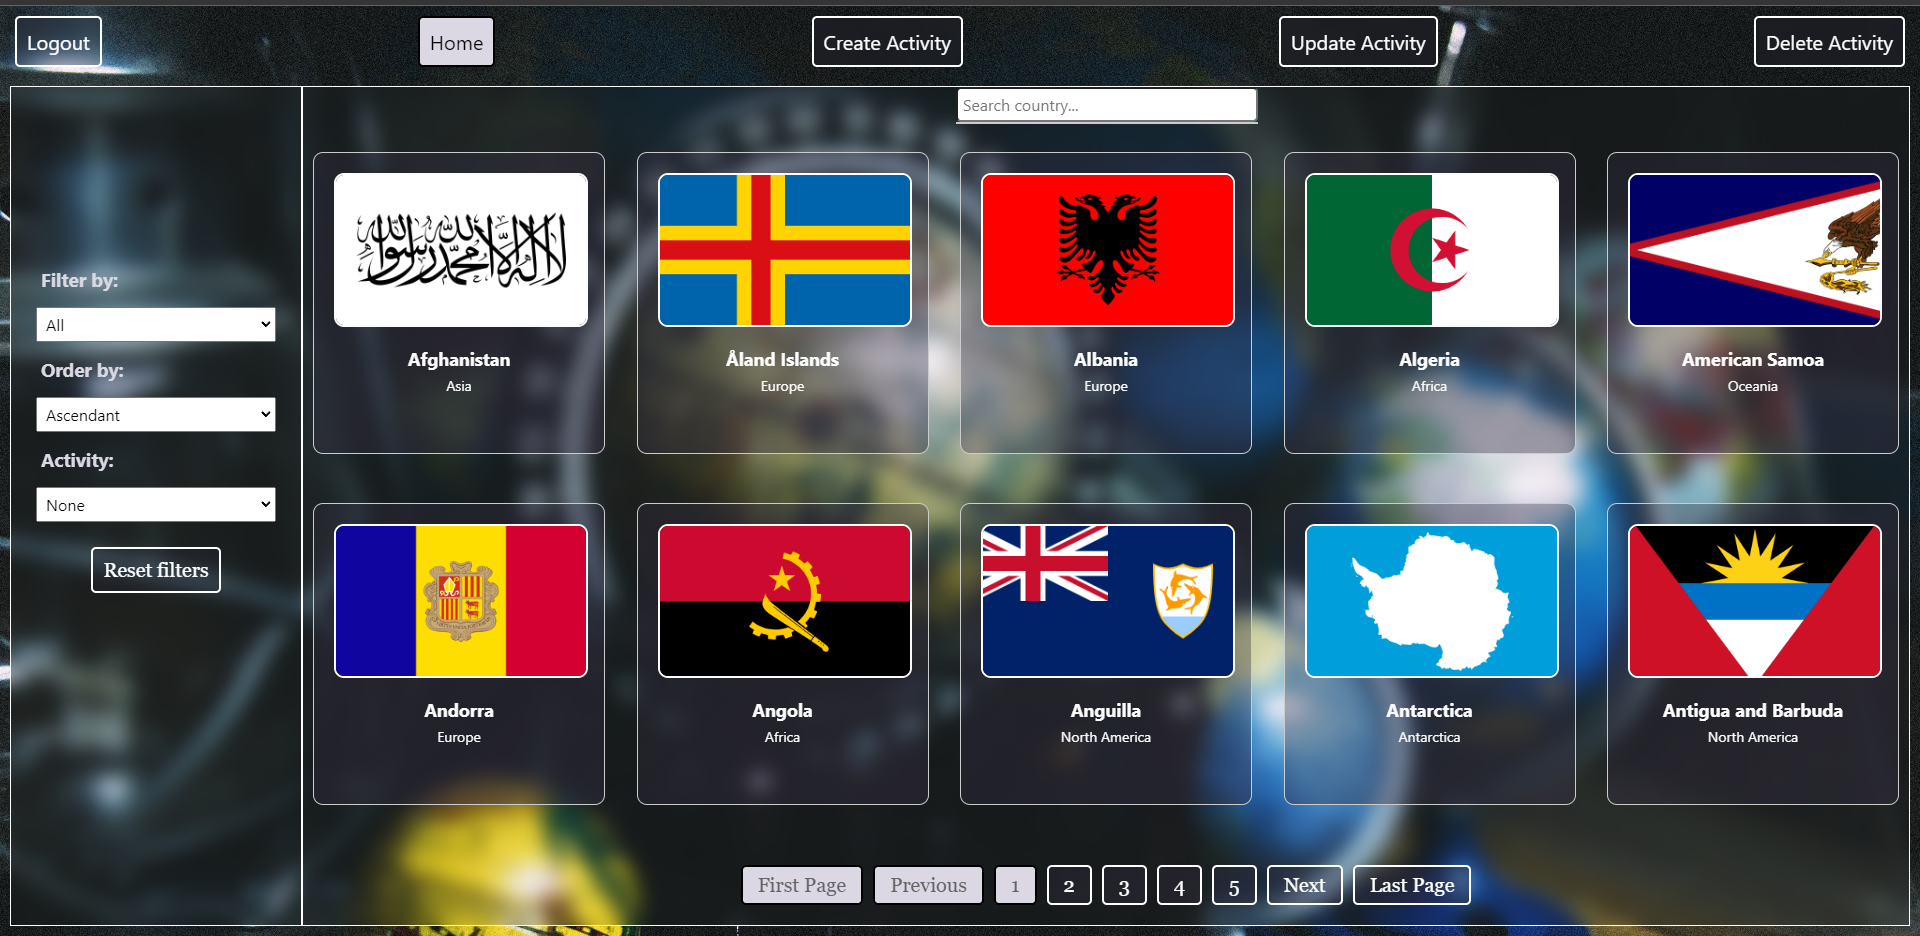 Logout
Home
Create Activity
Update Activity
Delete Activity
Search country...
Filter by:
All
Order by:
Ascendant
Activity:
None
Reset filters
لا إله إلا الله محمد رسول الله
Afghanistan
Asia
Åland Islands
Europe
Albania
Europe
Algeria
Africa
American Samoa
Oceania
Andorra
Europe
Angola
Africa
Anguilla
North America
Antarctica
Antarctica
Antigua and Barbuda
North America
First Page
Previous
1
2
3
4
5
Next
Last Page